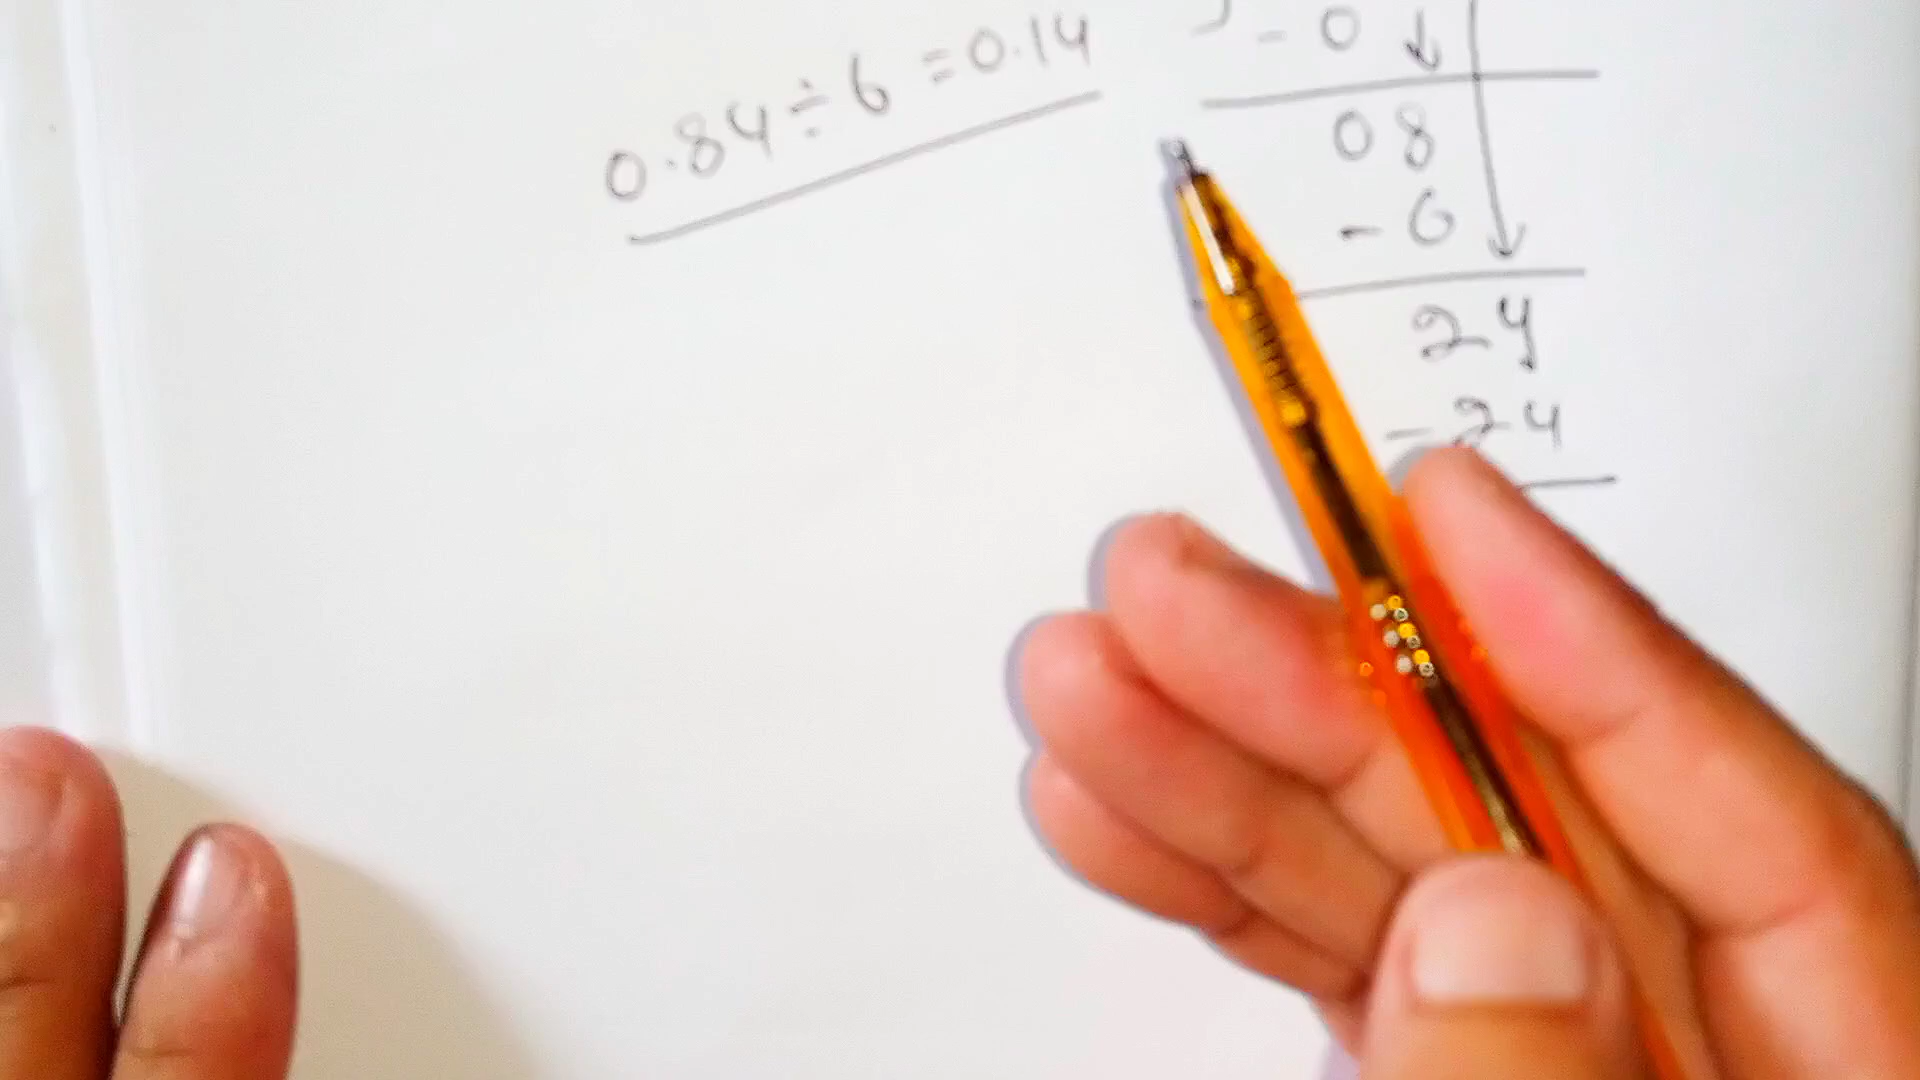 0.84 ÷ 6 = 0.14
- 0 ↓
08
- 6
24
- 24